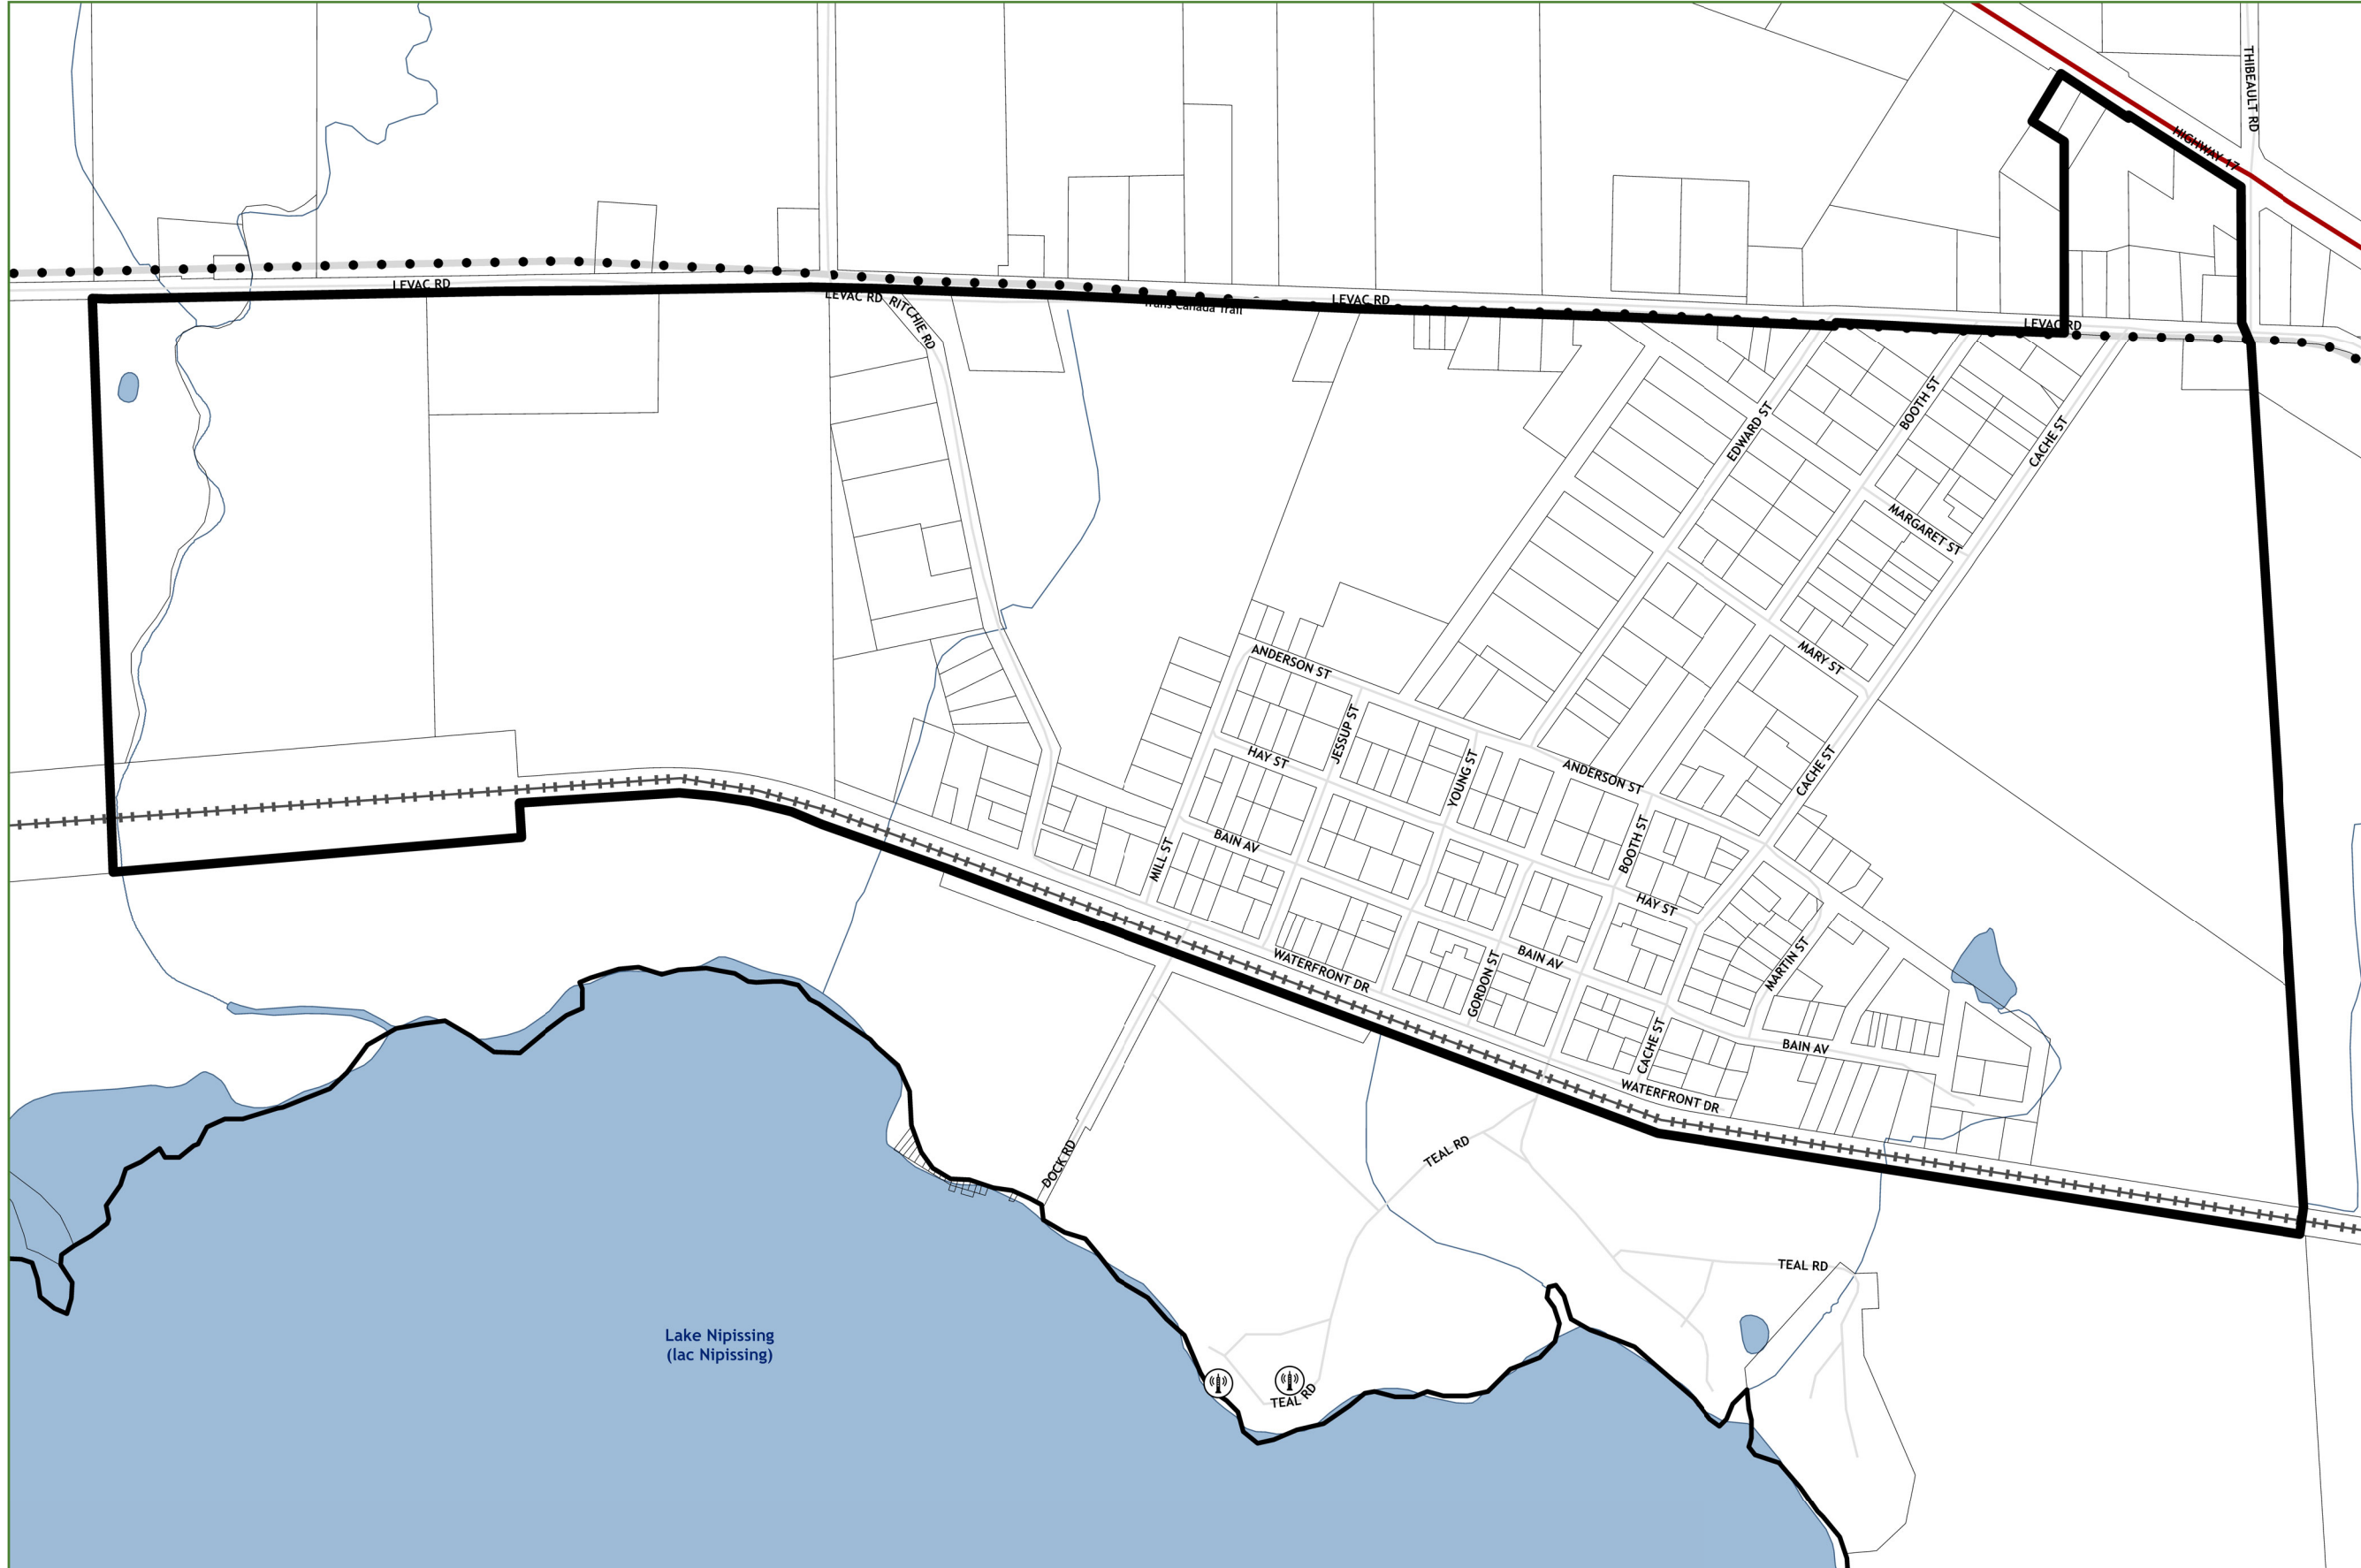 THIBEAULT RD
HIGHWAY 17
LEVAC RD
LEVAC RD
RITCHIE RD
Trans Canada Trail
LEVAC RD
LEVAC RD
EDWARD ST
BOOTH ST
CACHE ST
MARGARET ST
MARY ST
ANDERSON ST
JESSUP ST
HAY ST
YOUNG ST
ANDERSON ST
CACHE ST
BOOTH ST
MILL ST
BAIN AV
HAY ST
MARTIN ST
WATERFRONT DR
GORDON ST
BAIN AV
CACHE ST
BAIN AV
WATERFRONT DR
DOCK RD
TEAL RD
TEAL RD
Lake Nipissing
(lac Nipissing)
TEAL RD